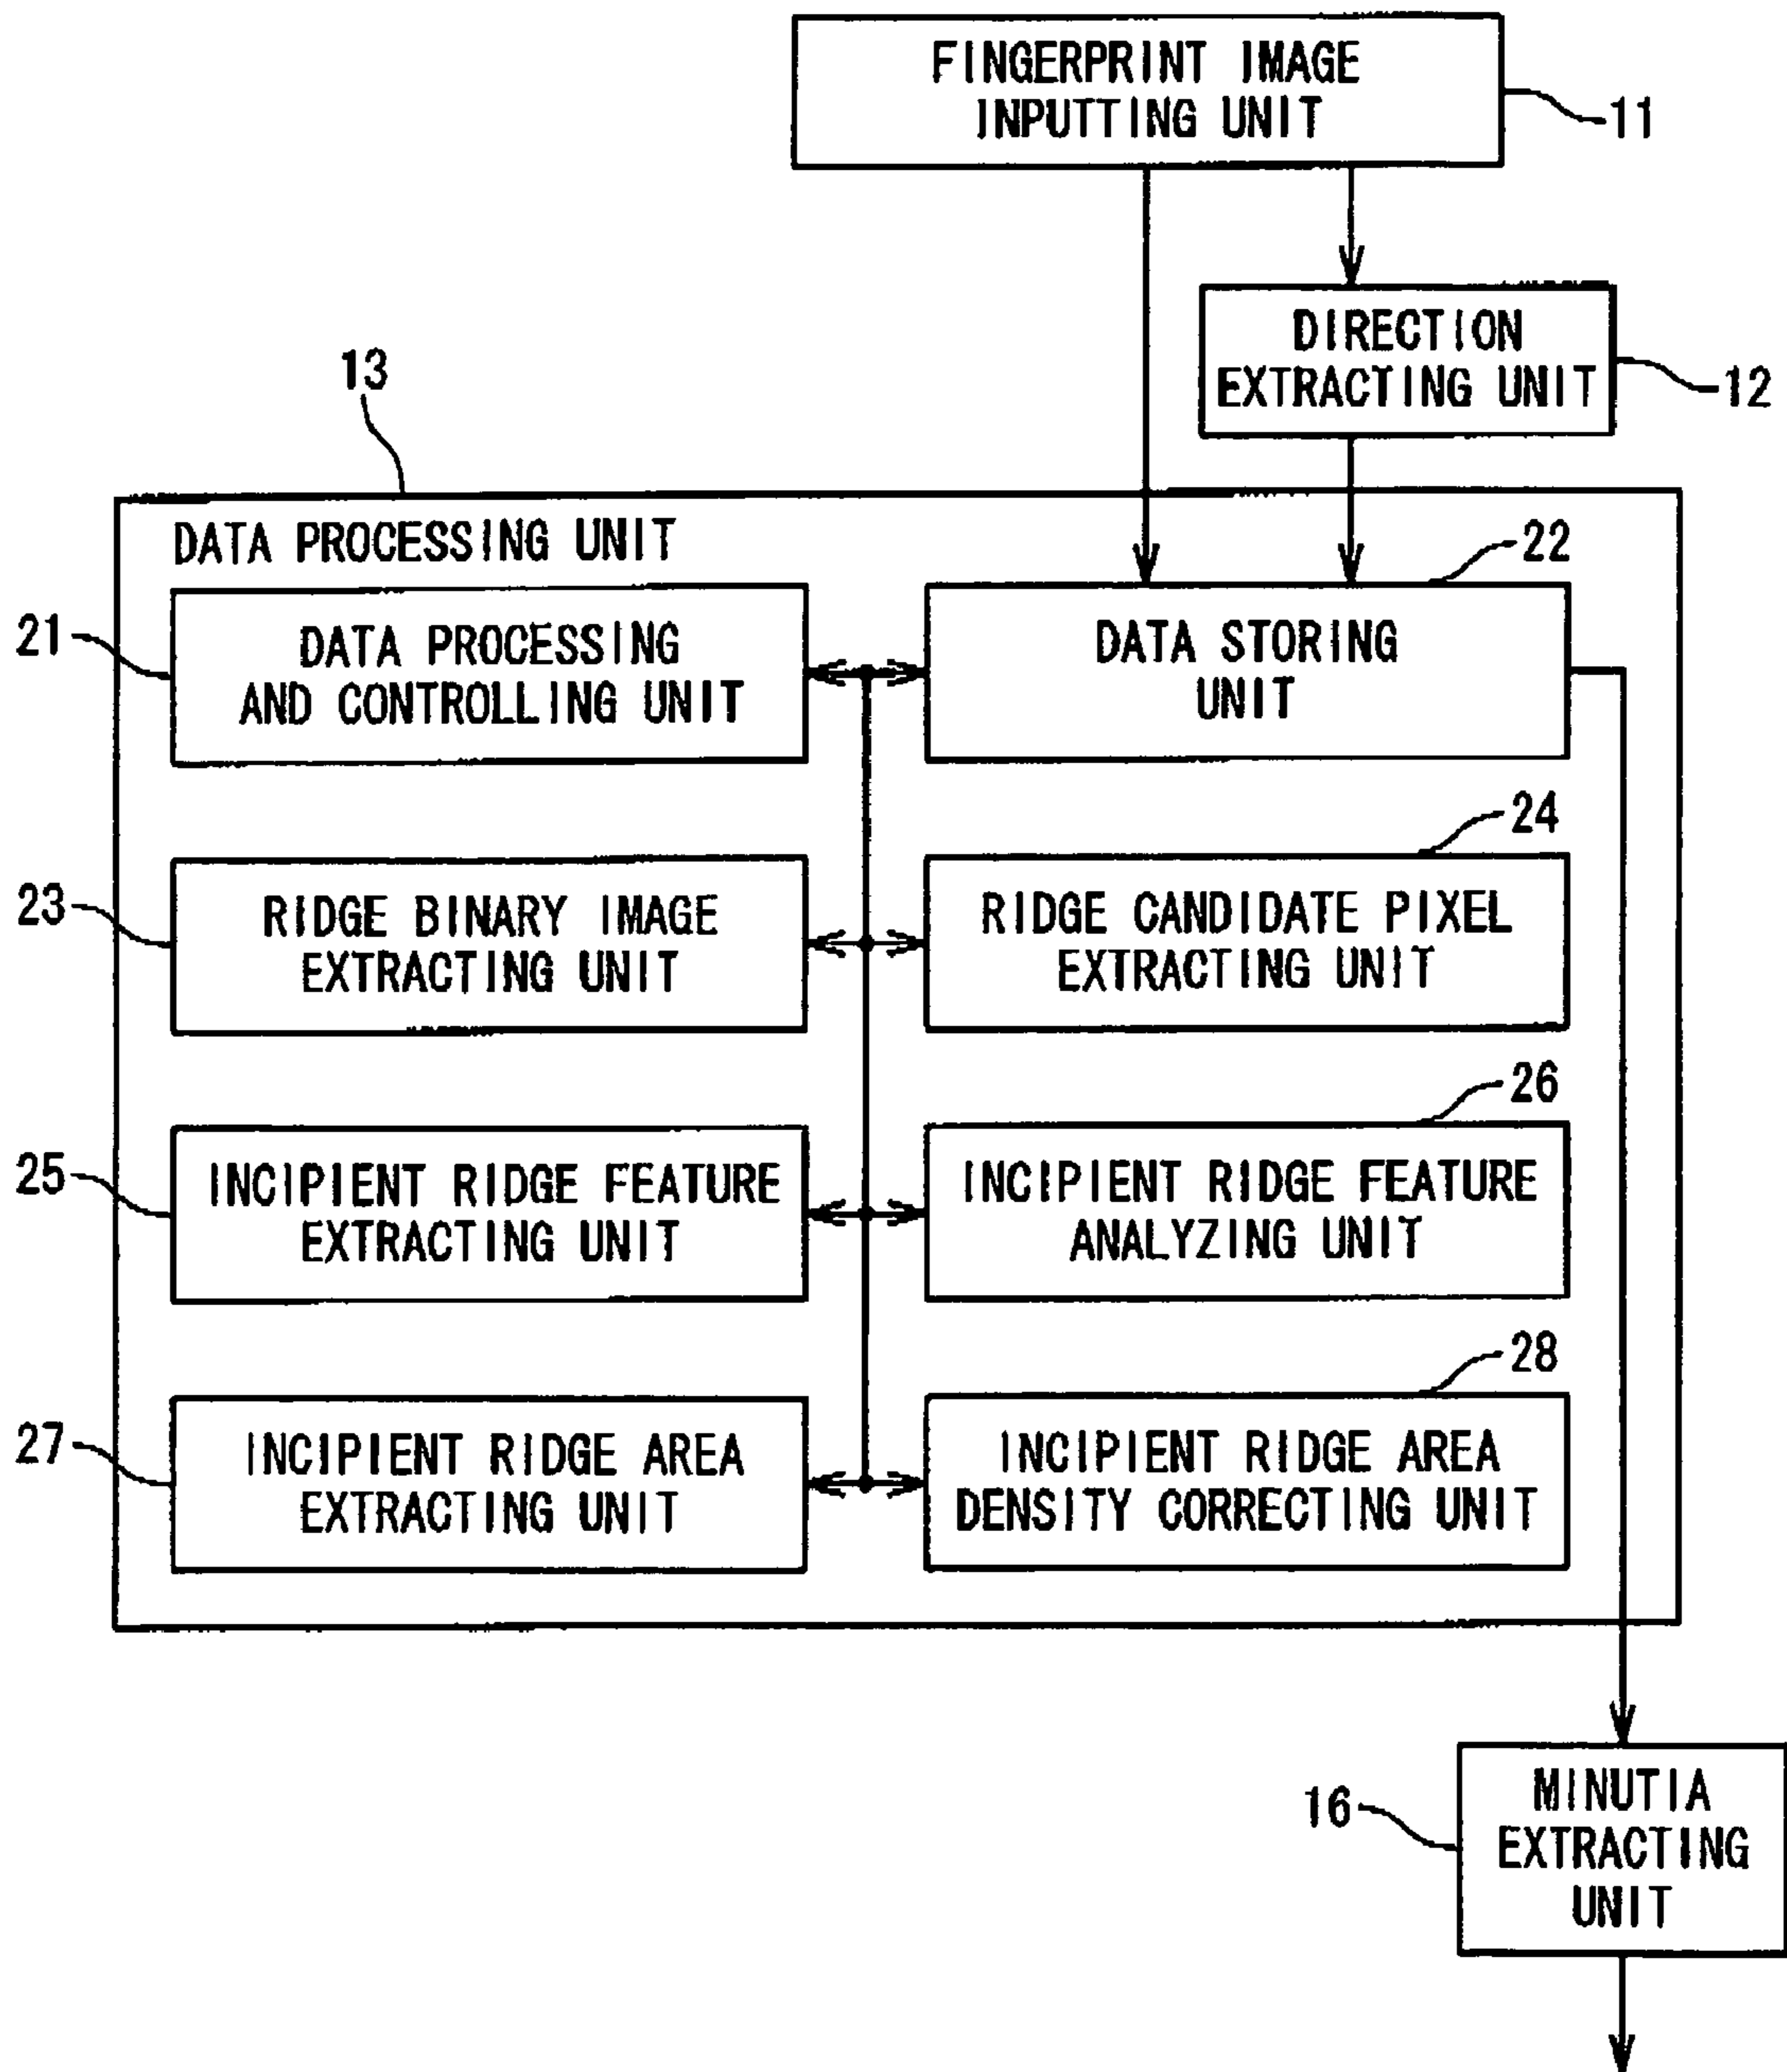 FINGERPRINT IMAGE
INPUTTING UNIT
11
DIRECTION
EXTRACTING UNIT
12
13
DATA PROCESSING UNIT
22
21
DATA PROCESSING
AND CONTROLLING UNIT
DATA STORING
UNIT
24
23
RIDGE BINARY IMAGE
EXTRACTING UNIT
RIDGE CANDIDATE PIXEL
EXTRACTING UNIT
26
25
INCIPIENT RIDGE FEATURE
EXTRACTING UNIT
INCIPIENT RIDGE FEATURE
ANALYZING UNIT
28
27
INCIPIENT RIDGE AREA
EXTRACTING UNIT
INCIPIENT RIDGE AREA
DENSITY CORRECTING UNIT
16
MINUTIA
EXTRACTING
UNIT